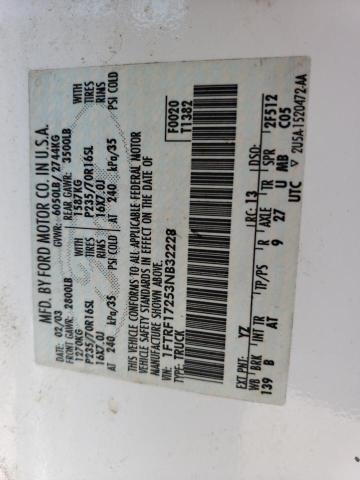 MFD. BY FORD MOTOR CO. IN U.S.A.
DATE: 02/03 GVWR: 6050LB/ 2744KG
FRONT GAWR: 2800LB REAR GAWR: 3500LB
1270KG WITH 1587KG WITH
P235/70R16SL TIRES P235/70R16SL TIRES
16X7.0J RIMS 16X7.0J RIMS
AT 240 kPa/35 PSI COLD AT 240 kPa/35 PSI COLD
THIS VEHICLE CONFORMS TO ALL APPLICABLE FEDERAL MOTOR
VEHICLE SAFETY STANDARDS IN EFFECT ON THE DATE OF
MANUFACTURE SHOWN ABOVE.
VIN: 1FTRF17253NB32228 F0020
TYPE: TRUCK T1382
EXT PNT: YZ RC: 13 DSO:
WB BRK INT TR TP/PS R AXLE TR SPR 2F512
139 B AT 9 27 U MB C05
UTC 2U5A-1520472-AA